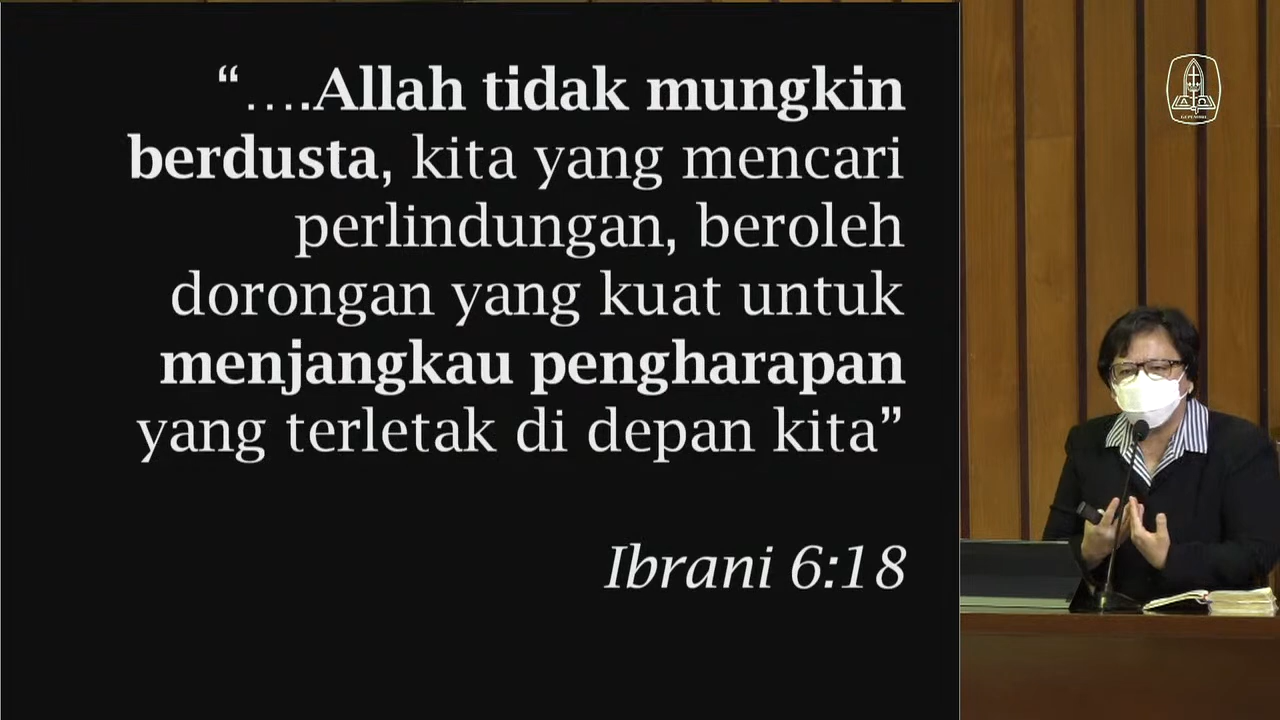 “….Allah tidak mungkin
berdusta, kita yang mencari
perlindungan, beroleh
dorongan yang kuat untuk
menjangkau pengharapan
yang terletak di depan kita”
Ibrani 6:18